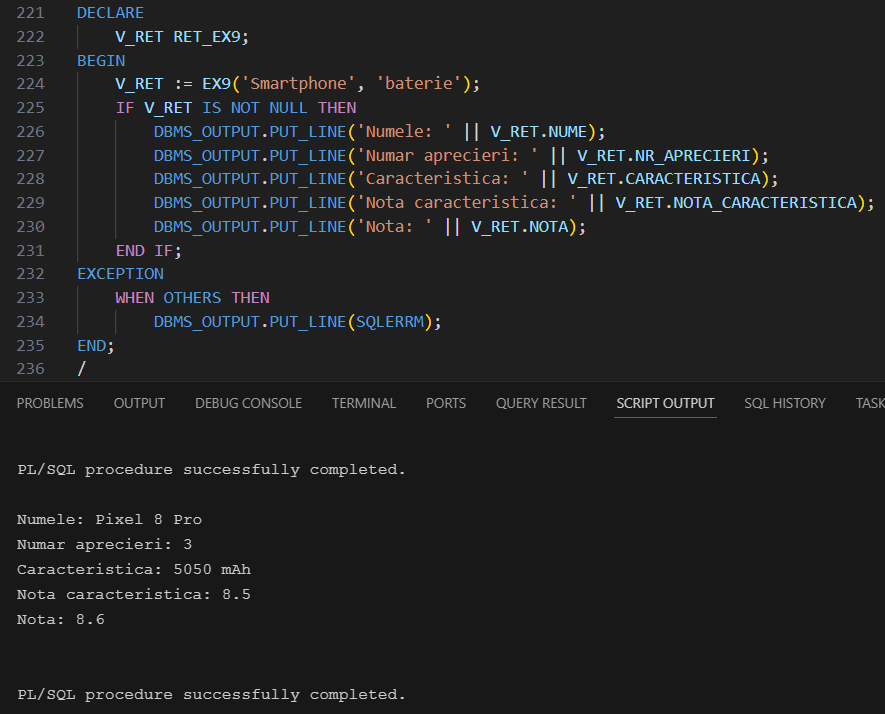 221 DECLARE
222 V_RET RET_EX9;
223 BEGIN
224 V_RET := EX9('Smartphone', 'baterie');
225 IF V_RET IS NOT NULL THEN
226 DBMS_OUTPUT.PUT_LINE('Numele: ' || V_RET.NUME);
227 DBMS_OUTPUT.PUT_LINE('Numar aprecieri: ' || V_RET.NR_APRECIERI);
228 DBMS_OUTPUT.PUT_LINE('Caracteristica: ' || V_RET.CARACTERISTICA);
229 DBMS_OUTPUT.PUT_LINE('Nota caracteristica: ' || V_RET.NOTA_CARACTERISTICA);
230 DBMS_OUTPUT.PUT_LINE('Nota: ' || V_RET.NOTA);
231 END IF;
232 EXCEPTION
233 WHEN OTHERS THEN
234 DBMS_OUTPUT.PUT_LINE(SQLERRM);
235 END;
236 /
PROBLEMS OUTPUT DEBUG CONSOLE TERMINAL PORTS QUERY RESULT SCRIPT OUTPUT SQL HISTORY TASK
PL/SQL procedure successfully completed.
Numele: Pixel 8 Pro
Numar aprecieri: 3
Caracteristica: 5050 mAh
Nota caracteristica: 8.5
Nota: 8.6
PL/SQL procedure successfully completed.